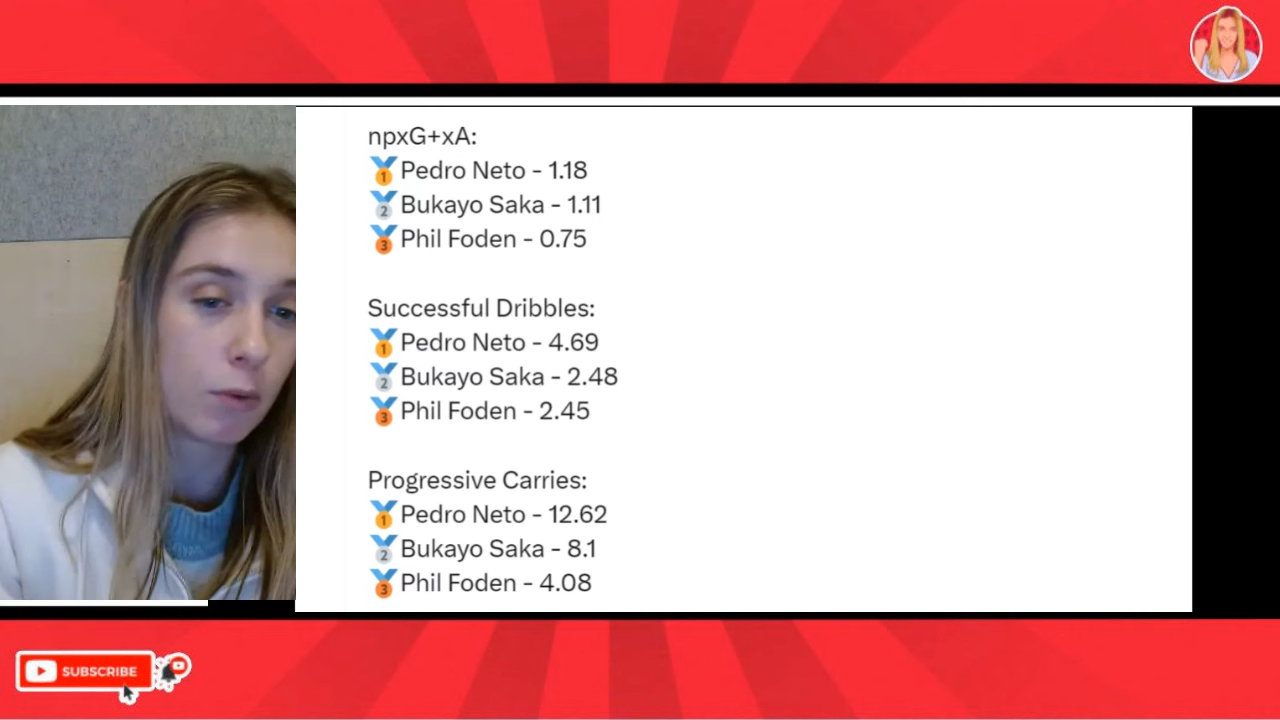 npxG+xA:
🥇Pedro Neto - 1.18
🥈Bukayo Saka - 1.11
🥉Phil Foden - 0.75
Successful Dribbles:
🥇Pedro Neto - 4.69
🥈Bukayo Saka - 2.48
🥉Phil Foden - 2.45
Progressive Carries:
🥇Pedro Neto - 12.62
🥈Bukayo Saka - 8.1
🥉Phil Foden - 4.08
SUBSCRIBE